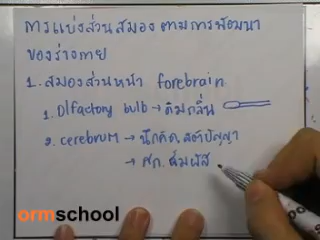 การแบ่งส่วนสมองตามการพัฒนา
ของร่างกาย
1. สมองส่วนหน้า forebrain
1. Olfactory bulb → ดมกลิ่น
2. cerebrum → นึกคิด, สติปัญญา
→ ศก. สัมผัส
ormschool